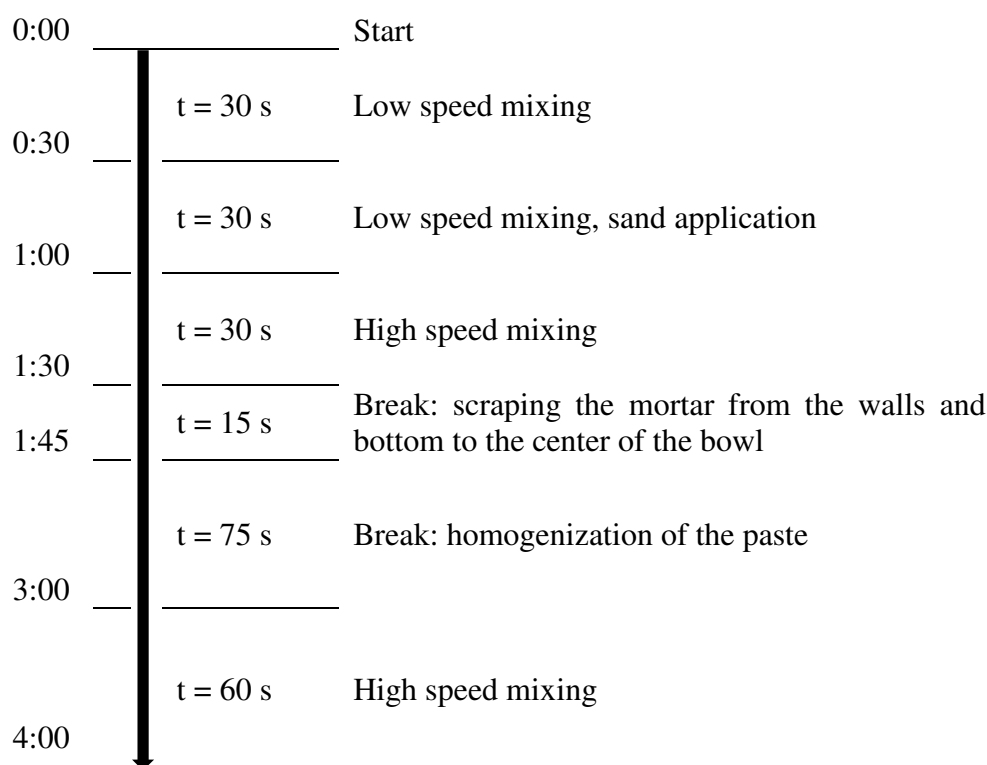 0:00 Start
t = 30 s Low speed mixing
0:30
t = 30 s Low speed mixing, sand application
1:00
t = 30 s High speed mixing
1:30
t = 15 s Break: scraping the mortar from the walls and
1:45 bottom to the center of the bowl
t = 75 s Break: homogenization of the paste
3:00
t = 60 s High speed mixing
4:00